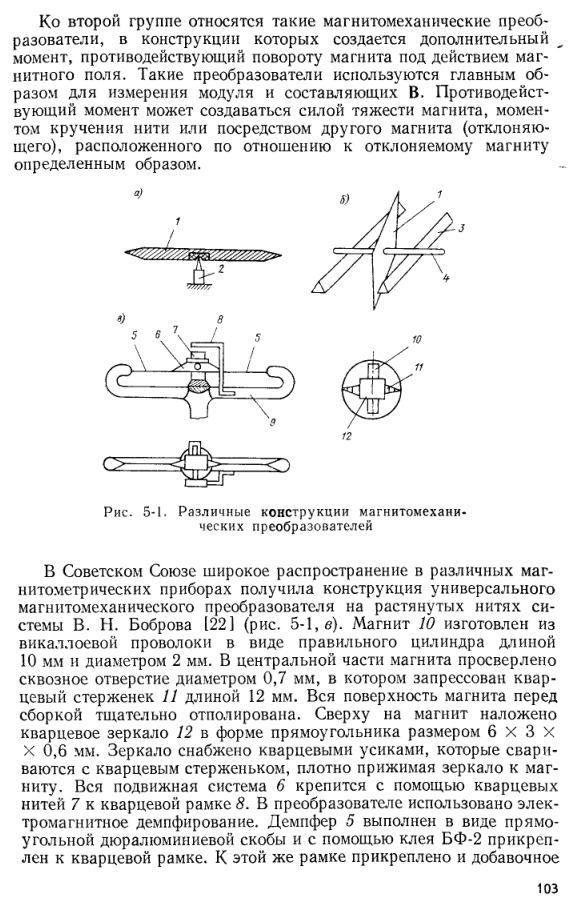 Ко второй группе относятся такие магнитомеханические преоб-
разователи, в конструкции которых создается дополнительный
момент, противодействующий повороту магнита под действием маг-
нитного поля. Такие преобразователи используются главным об-
разом для измерения модуля и составляющих В. Противодейст-
вующий момент может создаваться силой тяжести магнита, момен-
том кручения нити или посредством другого магнита (отклоняю-
щего), расположенного по отношению к отклоняемому магниту
определенным образом.
а)
1
2
б)
1
3
4
в)
5 6 7 8 5
9
10
11
12
Рис. 5-1. Различные конструкции магнитомехани-
ческих преобразователей
В Советском Союзе широкое распространение в различных маг-
нитометрических приборах получила конструкция универсального
магнитомеханического преобразователя на растянутых нитях си-
стемы В. Н. Боброва [22] (рис. 5-1, в). Магнит 10 изготовлен из
викаллоевой проволоки в виде правильного цилиндра длиной
10 мм и диаметром 2 мм. В центральной части магнита просверлено
сквозное отверстие диаметром 0,7 мм, в котором запрессован квар-
цевый стерженек 11 длиной 12 мм. Вся поверхность магнита перед
сборкой тщательно отполирована. Сверху на магнит наложено
кварцевое зеркало 12 в форме прямоугольника размером 6 × 3 ×
× 0,6 мм. Зеркало снабжено кварцевыми усиками, которые свари-
ваются с кварцевым стерженьком, плотно прижимая зеркало к маг-
ниту. Вся подвижная система 6 крепится с помощью кварцевых
нитей 7 к кварцевой рамке 8. В преобразователе использовано элек-
тромагнитное демпфирование. Демпфер 5 выполнен в виде прямо-
угольной дюралюминиевой скобы и с помощью клея БФ-2 прикреп-
лен к кварцевой рамке. К этой же рамке прикреплено и добавочное
103